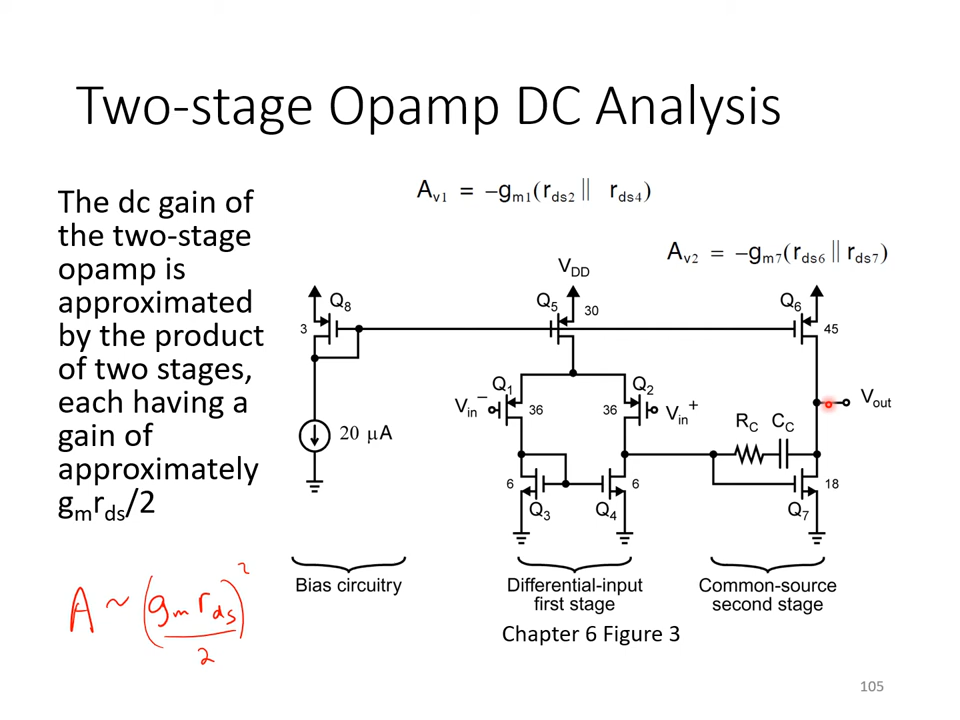 Two-stage Opamp DC Analysis
The dc gain of
the two-stage
opamp is
approximated
by the product
of two stages,
each having a
gain of
approximately
gmrds/2
A ~ (gm rds / 2)²
Av1 = −gm1(rds2 || rds4)
Av2 = −gm7(rds6 || rds7)
VDD
Q8
Q5
Q6
3
30
45
Q1
Q2
Vin−
36
36
Vin+
Vout
20 μA
RC CC
6
6
18
Q3
Q4
Q7
Bias circuitry
Differential-input
first stage
Common-source
second stage
Chapter 6 Figure 3
105